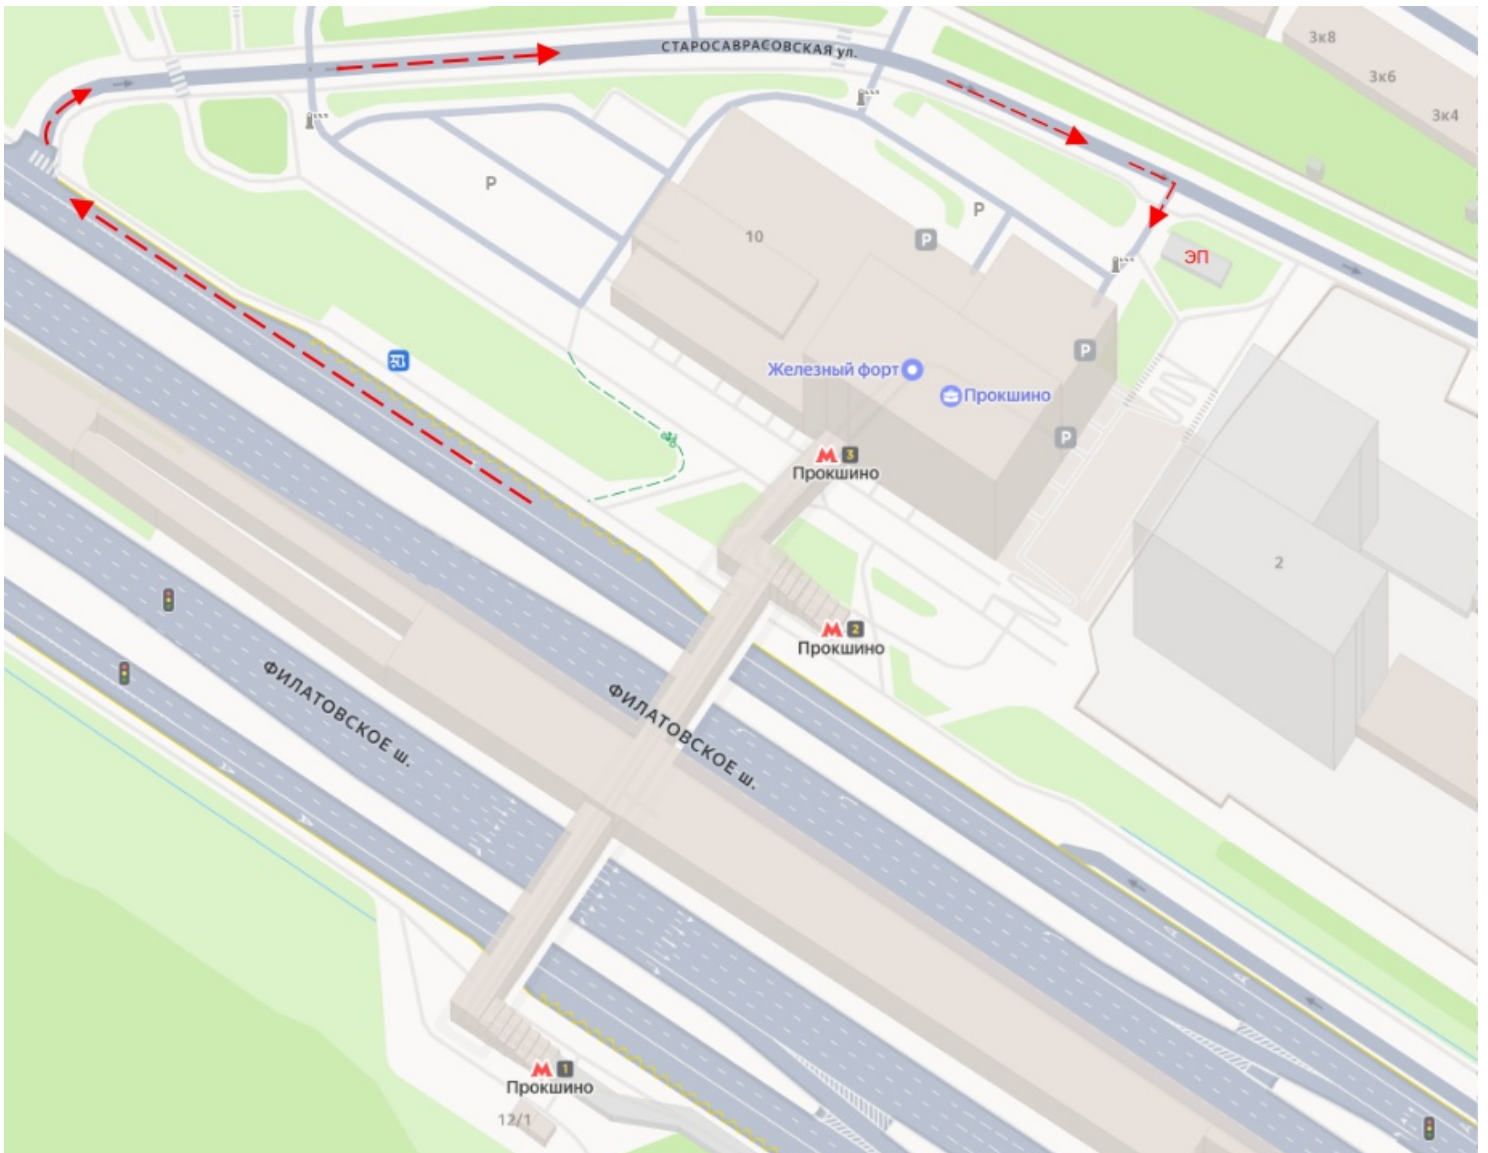 3к8
СТАРОСАВРАСОВСКАЯ ул.
3к6
3к4
P
P
10
P
ЭП
P
Железный форт
Прокшино
P
М 3
Прокшино
2
М 2
Прокшино
ФИЛАТОВСКОЕ ш.
ФИЛАТОВСКОЕ ш.
М 1
Прокшино
12/1